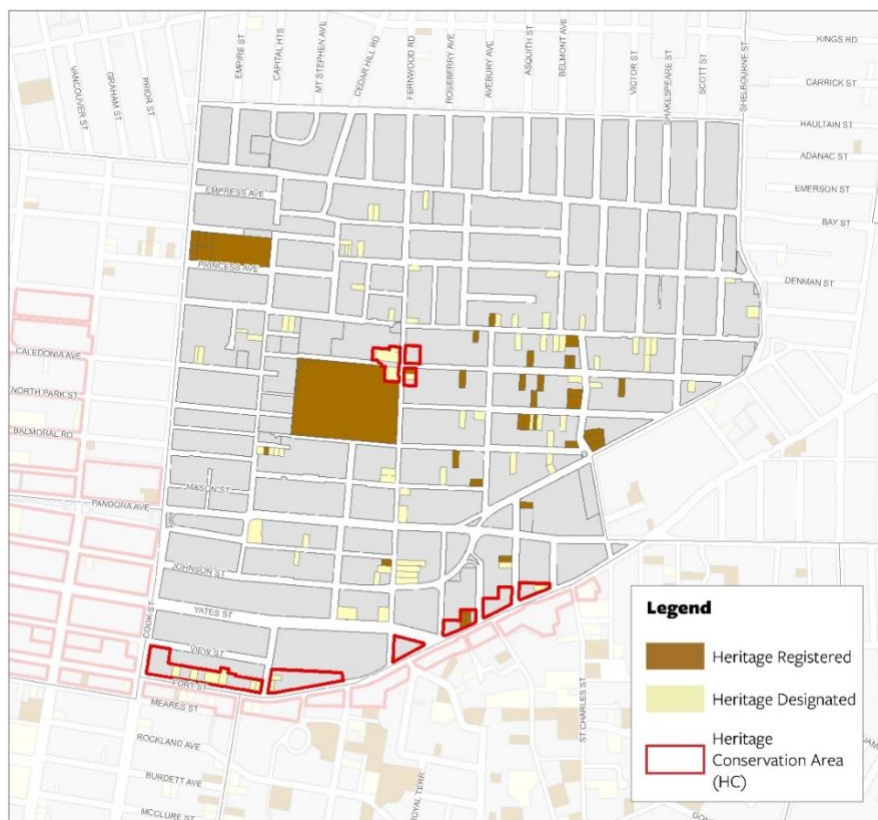 VANCOUVER ST
GRAHAM ST
PRIOR ST
EMPIRE ST
CAPITAL HTS
MT STEPHEN AVE
CEDAR HILL RD
FERNWOOD RD
ROSEBERRY AVE
AVEBURY AVE
ASQUITH ST
BELMONT AVE
VICTOR ST
SHAKESPEARE ST
SCOTT ST
SHELBOURNE ST
KINGS RD
CARRICK ST
HAULTAIN ST
ADANAC ST
EMERSON ST
BAY ST
DENMAN ST
EMPRESS AVE
PRINCESS AVE
CALEDONIA AVE
NORTH PARK ST
BALMORAL RD
MASON ST
PANDORA AVE
JOHNSON ST
YATES ST
COOK ST
VIEW ST
FORT ST
MEARES ST
ROCKLAND AVE
BURDETT AVE
MCCLURE ST
ROYAL TERR
ST CHARLES ST
Legend
Heritage Registered
Heritage Designated
Heritage
Conservation Area
(HC)